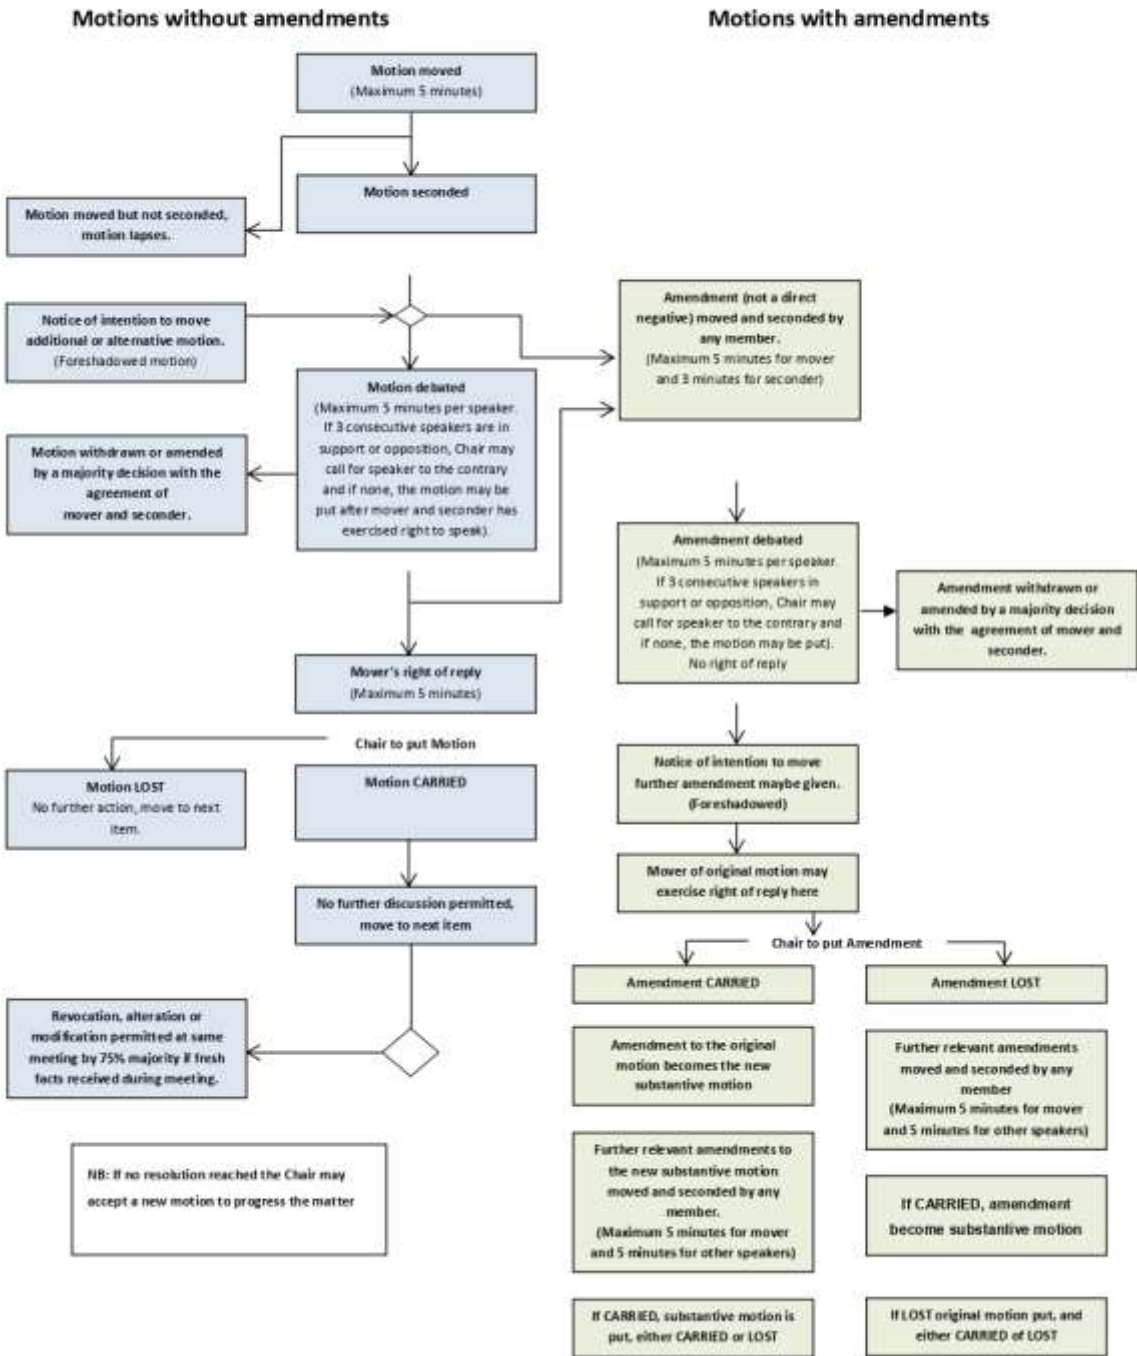 Motions without amendments
Motion moved
(Maximum 5 minutes)
Motion seconded
Motion moved but not seconded,
motion lapses.
Notice of intention to move
additional or alternative motion.
(Foreshadowed motion)
Motion debated
(Maximum 5 minutes per speaker.
If 3 consecutive speakers are in
support or opposition, Chair may
call for speaker to the contrary
and if none, the motion may be
put after mover and seconder has
exercised right to speak).
Motion withdrawn or amended
by a majority decision with the
agreement of
mover and seconder.
Mover's right of reply
(Maximum 5 minutes)
Chair to put Motion
Motion LOST
No further action, move to next
item.
Motion CARRIED
No further discussion permitted,
move to next item
Revocation, alteration or
modification permitted at same
meeting by 75% majority if fresh
facts received during meeting.
NB: If no resolution reached the Chair may
accept a new motion to progress the matter
Motions with amendments
Amendment (not a direct
negative) moved and seconded by
any member.
(Maximum 5 minutes for mover
and 3 minutes for seconder)
Amendment debated
(Maximum 5 minutes per speaker.
If 3 consecutive speakers in
support or opposition, Chair may
call for speaker to the contrary and
if none, the motion may be put).
No right of reply
Amendment withdrawn or
amended by a majority decision
with the agreement of mover and
seconder.
Notice of intention to move
further amendment maybe given.
(Foreshadowed)
Mover of original motion may
exercise right of reply here
Chair to put Amendment
Amendment CARRIED
Amendment to the original
motion becomes the new
substantive motion
Further relevant amendments to
the new substantive motion
moved and seconded by any
member.
(Maximum 5 minutes for mover
and 5 minutes for other speakers)
If CARRIED, substantive motion is
put, either CARRIED or LOST
Amendment LOST
Further relevant amendments
moved and seconded by any
member
(Maximum 5 minutes for mover
and 5 minutes for other speakers)
If CARRIED, amendment
become substantive motion
If LOST original motion put, and
either CARRIED of LOST